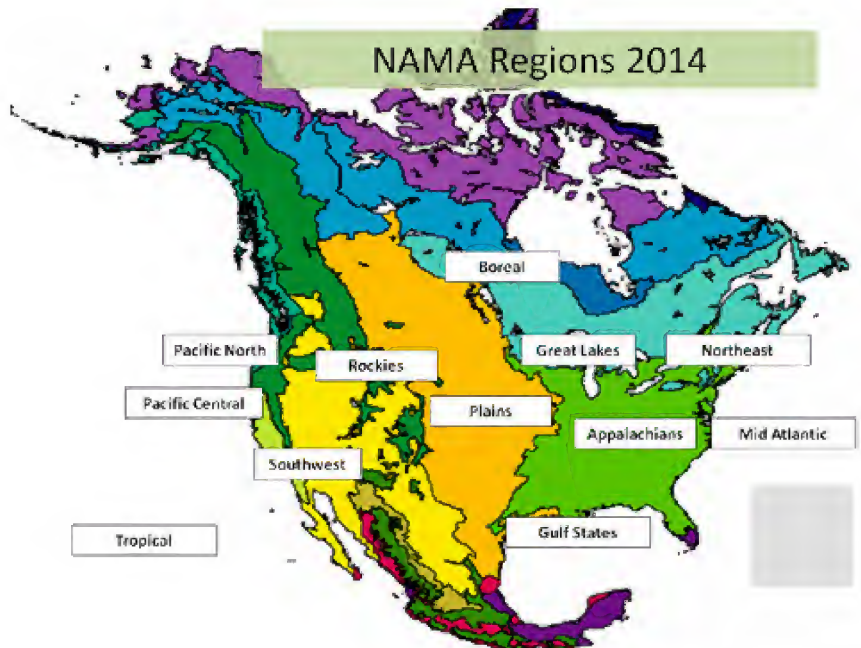 NAMA Regions 2014
Boreal
Pacific North
Rockies
Great Lakes
Northeast
Pacific Central
Plains
Appalachians
Mid Atlantic
Southwest
Tropical
Gulf States